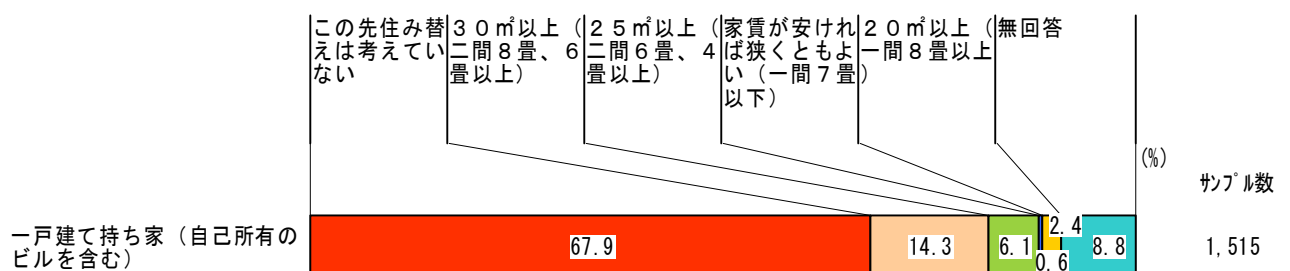 この先住み替
えは考えてい
ない
３０㎡以上（
二間８畳、６
畳以上）
２５㎡以上（
二間６畳、４
畳以上）
家賃が安けれ
ば狭くともよ
い（一間７畳
以下）
２０㎡以上（
一間８畳以上
）
無回答
(%)
ｻﾝﾌﾟﾙ数
一戸建て持ち家（自己所有の
ビルを含む）
67.9
14.3
6.1
0.6
2.4
8.8
1,515